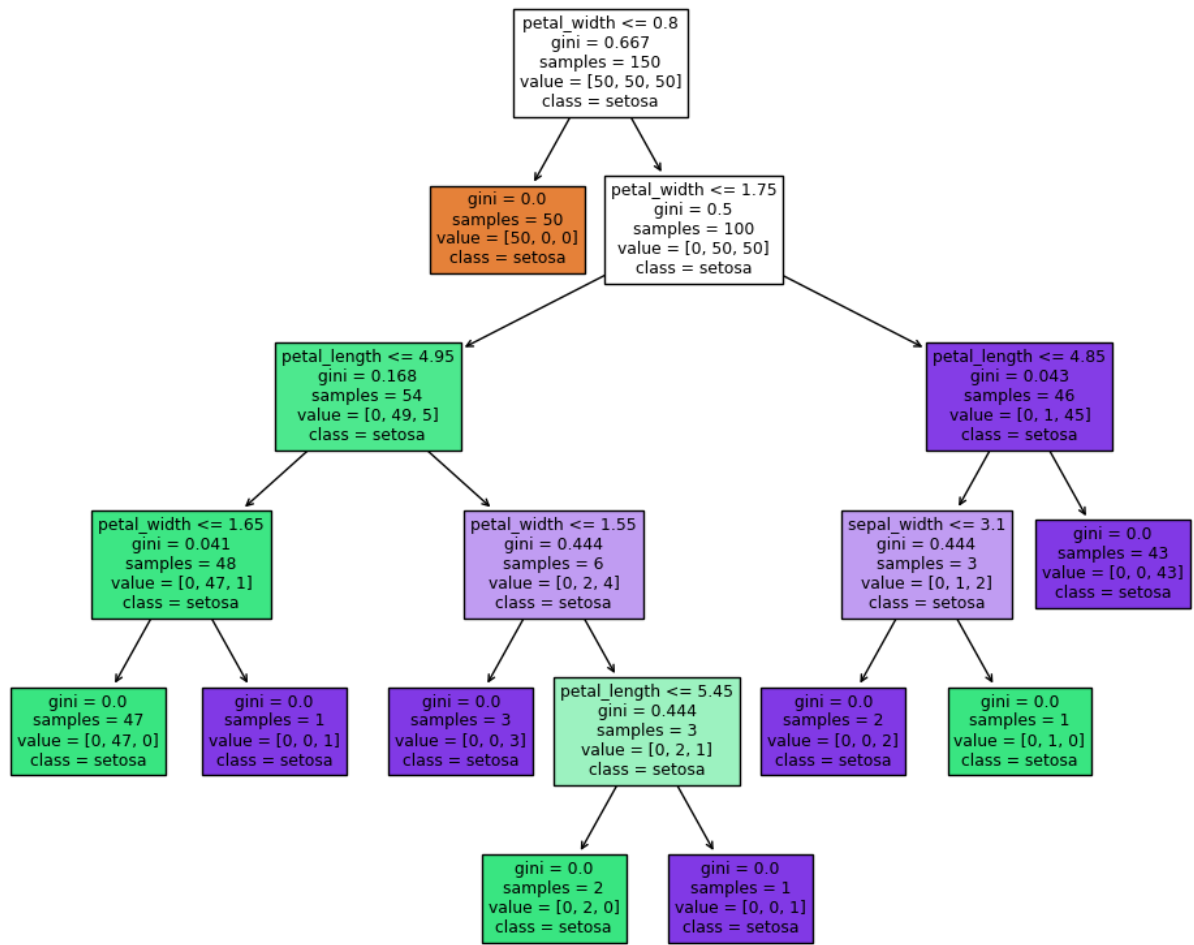 petal_width <= 0.8
gini = 0.667
samples = 150
value = [50, 50, 50]
class = setosa
gini = 0.0
samples = 50
value = [50, 0, 0]
class = setosa
petal_width <= 1.75
gini = 0.5
samples = 100
value = [0, 50, 50]
class = setosa
petal_length <= 4.95
gini = 0.168
samples = 54
value = [0, 49, 5]
class = setosa
petal_length <= 4.85
gini = 0.043
samples = 46
value = [0, 1, 45]
class = setosa
petal_width <= 1.65
gini = 0.041
samples = 48
value = [0, 47, 1]
class = setosa
petal_width <= 1.55
gini = 0.444
samples = 6
value = [0, 2, 4]
class = setosa
sepal_width <= 3.1
gini = 0.444
samples = 3
value = [0, 1, 2]
class = setosa
gini = 0.0
samples = 43
value = [0, 0, 43]
class = setosa
gini = 0.0
samples = 47
value = [0, 47, 0]
class = setosa
gini = 0.0
samples = 1
value = [0, 0, 1]
class = setosa
gini = 0.0
samples = 3
value = [0, 0, 3]
class = setosa
petal_length <= 5.45
gini = 0.444
samples = 3
value = [0, 2, 1]
class = setosa
gini = 0.0
samples = 2
value = [0, 0, 2]
class = setosa
gini = 0.0
samples = 1
value = [0, 1, 0]
class = setosa
gini = 0.0
samples = 2
value = [0, 2, 0]
class = setosa
gini = 0.0
samples = 1
value = [0, 0, 1]
class = setosa